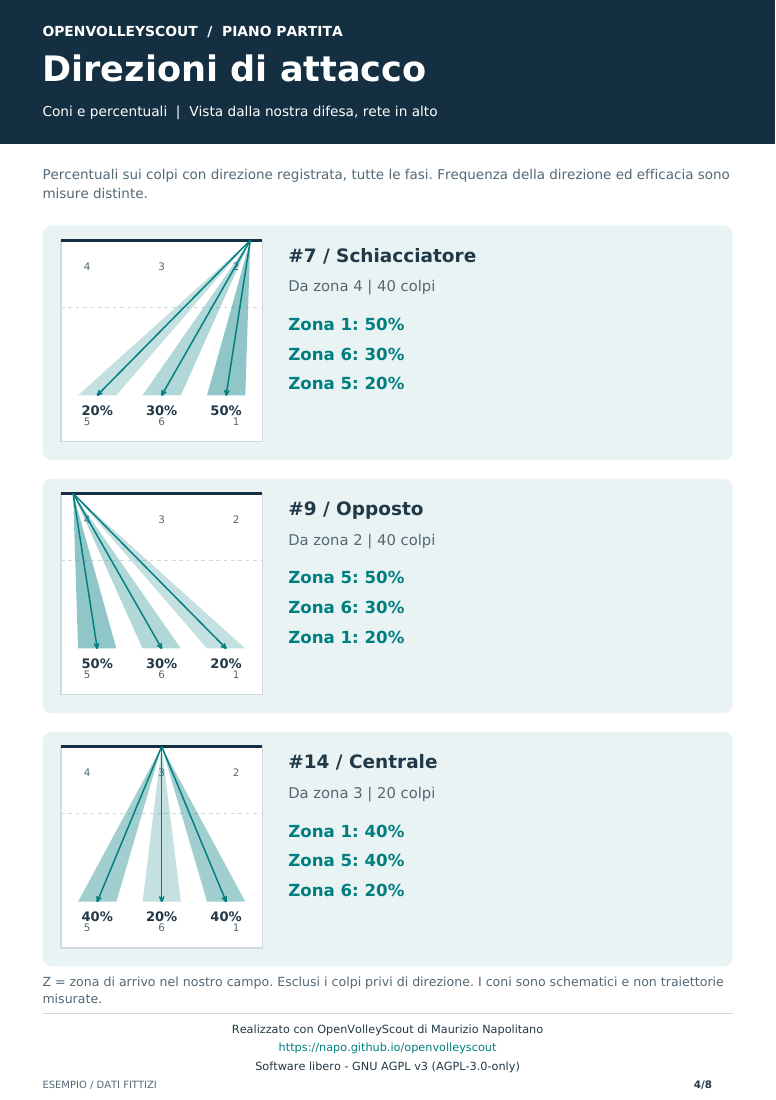 OPENVOLLEYSCOUT / PIANO PARTITA
Direzioni di attacco
Coni e percentuali | Vista dalla nostra difesa, rete in alto
Percentuali sui colpi con direzione registrata, tutte le fasi. Frequenza della direzione ed efficacia sono
misure distinte.
4 3 2
20% 30% 50%
5 6 1
#7 / Schiacciatore
Da zona 4 | 40 colpi
Zona 1: 50%
Zona 6: 30%
Zona 5: 20%
4 3 2
50% 30% 20%
5 6 1
#9 / Opposto
Da zona 2 | 40 colpi
Zona 5: 50%
Zona 6: 30%
Zona 1: 20%
4 3 2
40% 20% 40%
5 6 1
#14 / Centrale
Da zona 3 | 20 colpi
Zona 1: 40%
Zona 5: 40%
Zona 6: 20%
Z = zona di arrivo nel nostro campo. Esclusi i colpi privi di direzione. I coni sono schematici e non traiettorie
misurate.
Realizzato con OpenVolleyScout di Maurizio Napolitano
https://napo.github.io/openvolleyscout
Software libero - GNU AGPL v3 (AGPL-3.0-only)
ESEMPIO / DATI FITTIZI 4/8